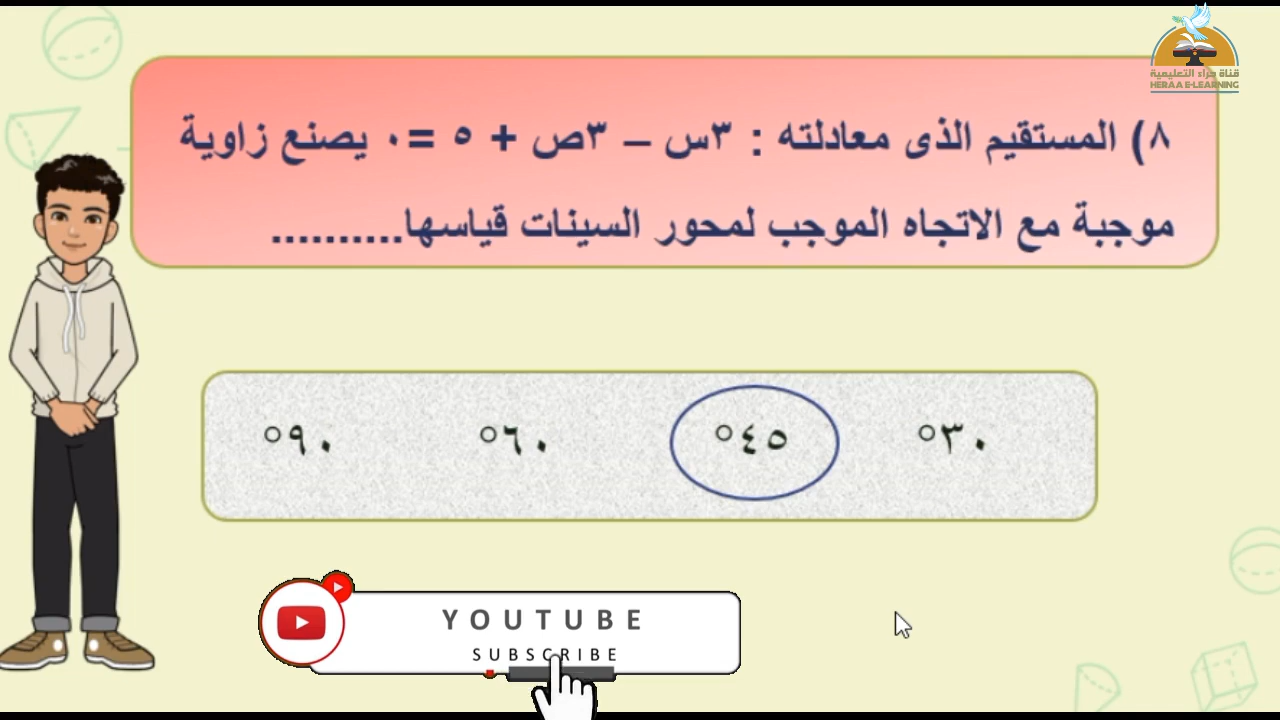 قناة حراء التعليمية
HERAA E-LEARNING
٨) المستقيم الذى معادلته : ٣س – ٣ص + ٥ =٠ يصنع زاوية
موجبة مع الاتجاه الموجب لمحور السينات قياسها..........
٣٠° ٤٥° ٦٠° ٩٠°
YOUTUBE
SUBSCRIBE